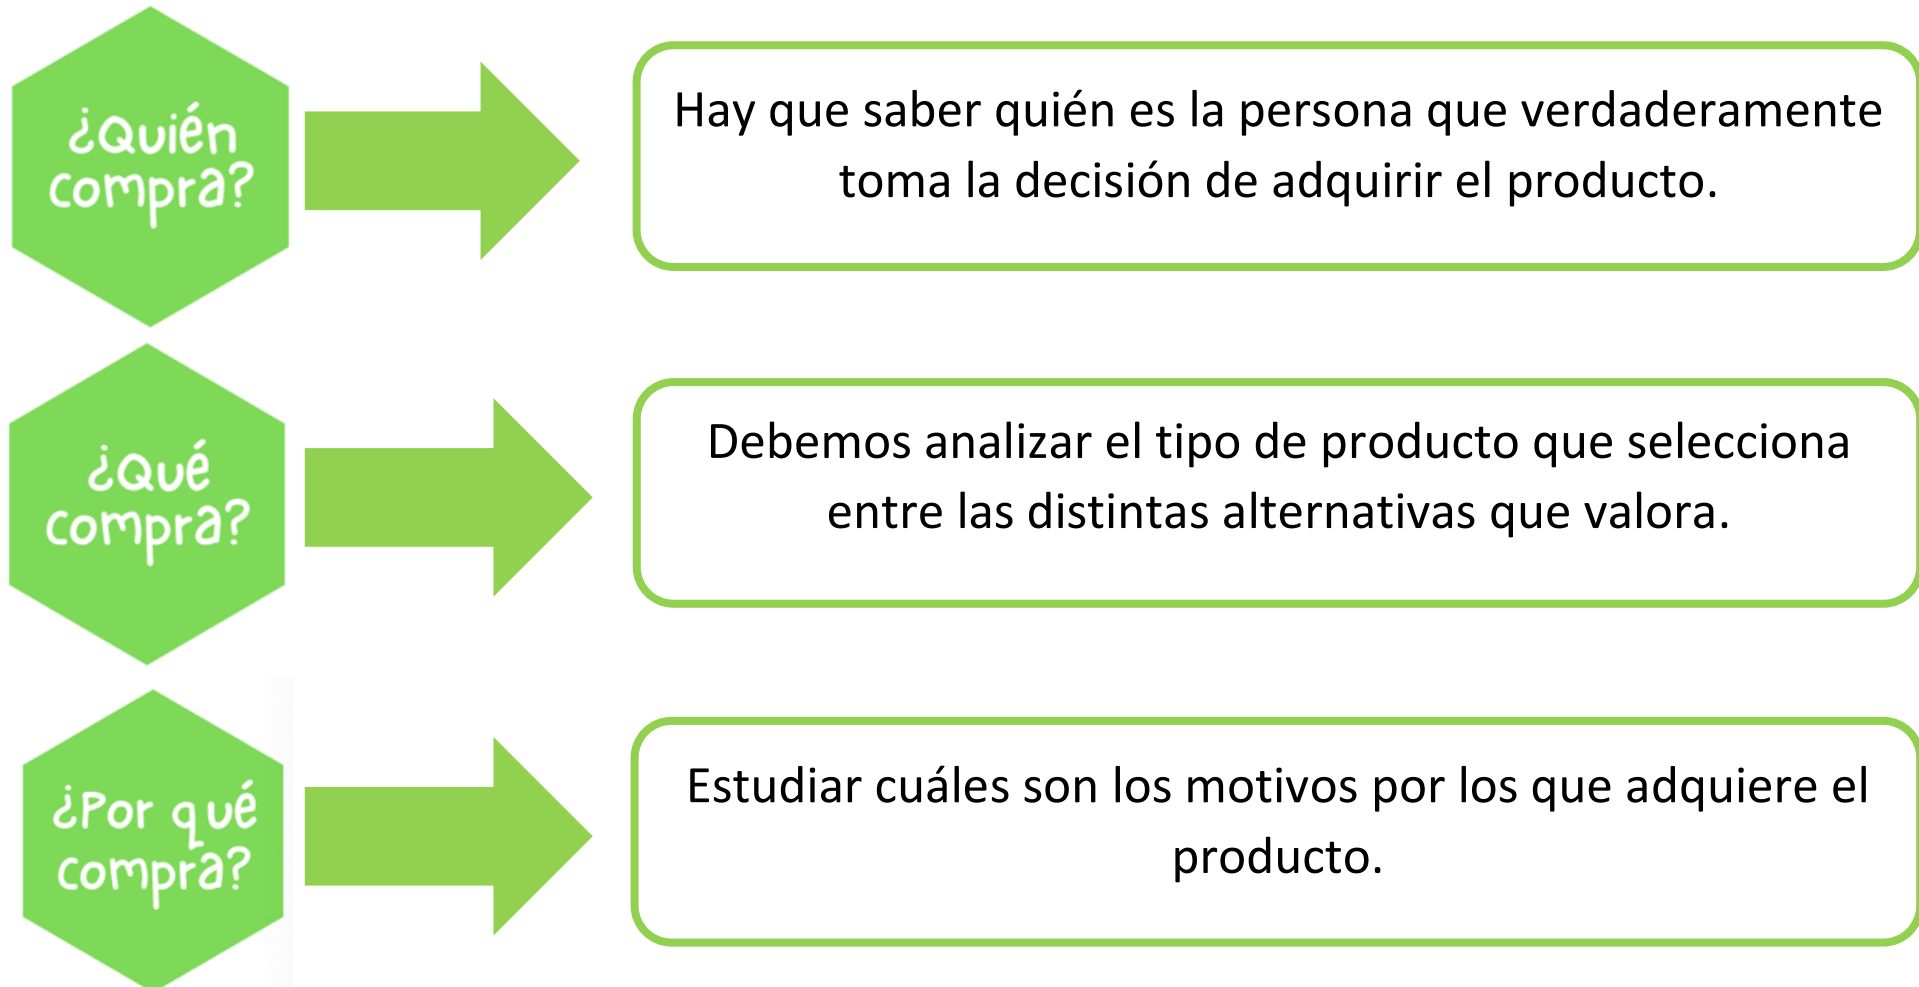 ¿Quién
compra?
Hay que saber quién es la persona que verdaderamente
toma la decisión de adquirir el producto.
¿Qué
compra?
Debemos analizar el tipo de producto que selecciona
entre las distintas alternativas que valora.
¿Por qué
compra?
Estudiar cuáles son los motivos por los que adquiere el
producto.